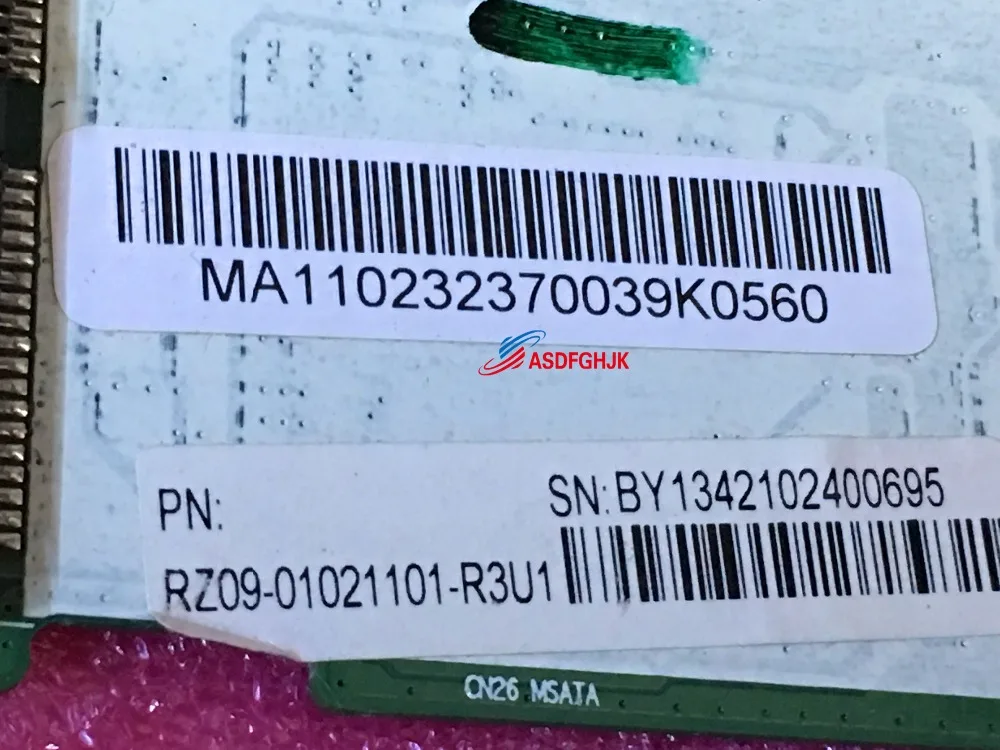 MA110232370039K0560
ASDFGHJK
PN:
SN:BY1342102400695
RZ09-01021101-R3U1
CN26 MSATA